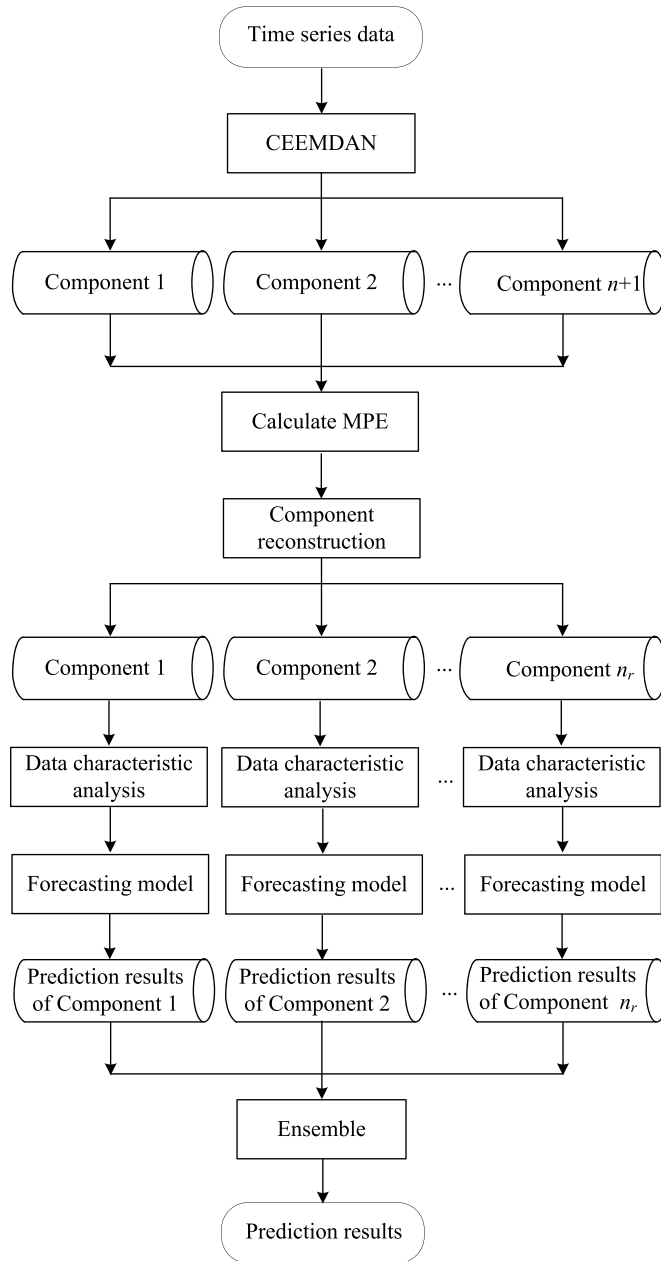 Time series data
CEEMDAN
Component 1
Component 2
...
Component n+1
Calculate MPE
Component
reconstruction
Component 1
Component 2
...
Component nᵣ
Data characteristic
analysis
Data characteristic
analysis
...
Data characteristic
analysis
Forecasting model
Forecasting model
...
Forecasting model
Prediction results
of Component 1
Prediction results
of Component 2
...
Prediction results
of Component nᵣ
Ensemble
Prediction results